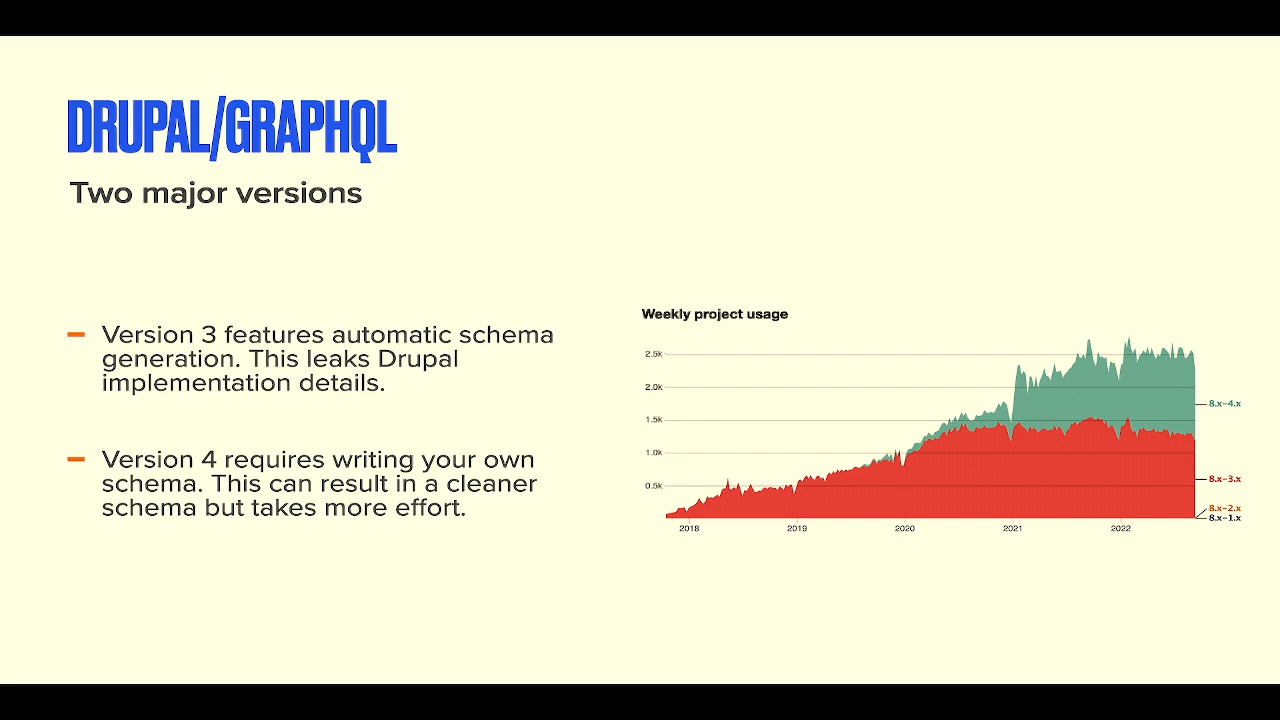 DRUPAL/GRAPHQL
Two major versions
Version 3 features automatic schema
generation. This leaks Drupal
implementation details.
Version 4 requires writing your own
schema. This can result in a cleaner
schema but takes more effort.
Weekly project usage
2.5k
2.0k
1.5k
1.0k
0.5k
2018 2019 2020 2021 2022
8.x-4.x
8.x-3.x
8.x-2.x
8.x-1.x